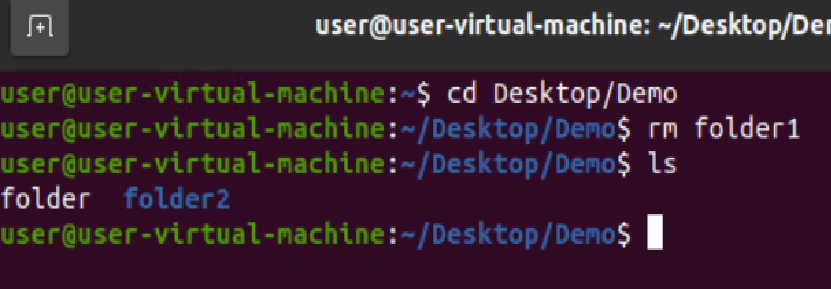 user@user-virtual-machine: ~/Desktop/De
user@user-virtual-machine:~$ cd Desktop/Demo
user@user-virtual-machine:~/Desktop/Demo$ rm folder1
user@user-virtual-machine:~/Desktop/Demo$ ls
folder  folder2
user@user-virtual-machine:~/Desktop/Demo$